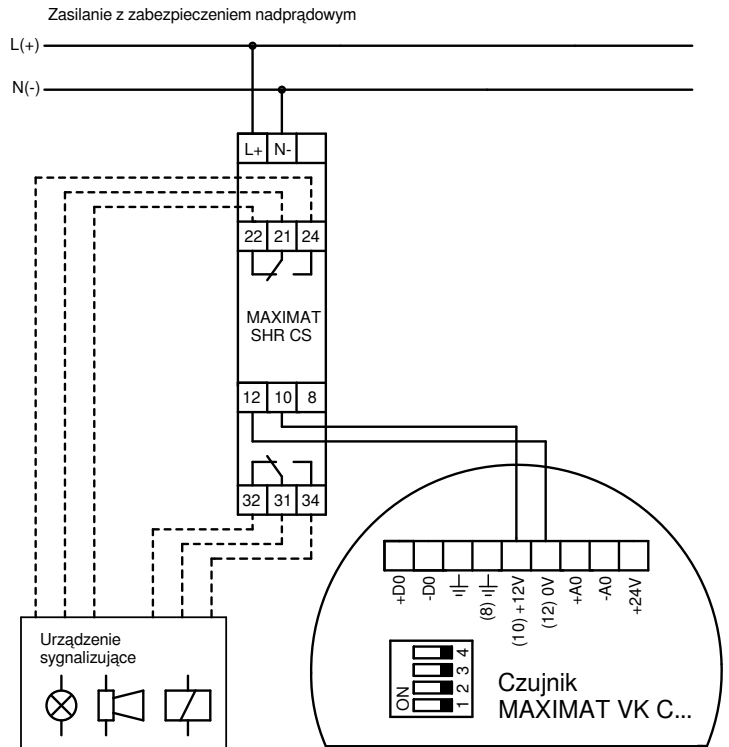 Zasilanie z zabezpieczeniem nadprądowym
L(+)
N(-)
L+ N-
22 21 24
MAXIMAT
SHR CS
12 10 8
32 31 34
+D0
-D0
(8)
(10) +12V
(12) 0V
+A0
-A0
+24V
Urządzenie
sygnalizujące
ON
1 2 3 4
Czujnik
MAXIMAT VK C...